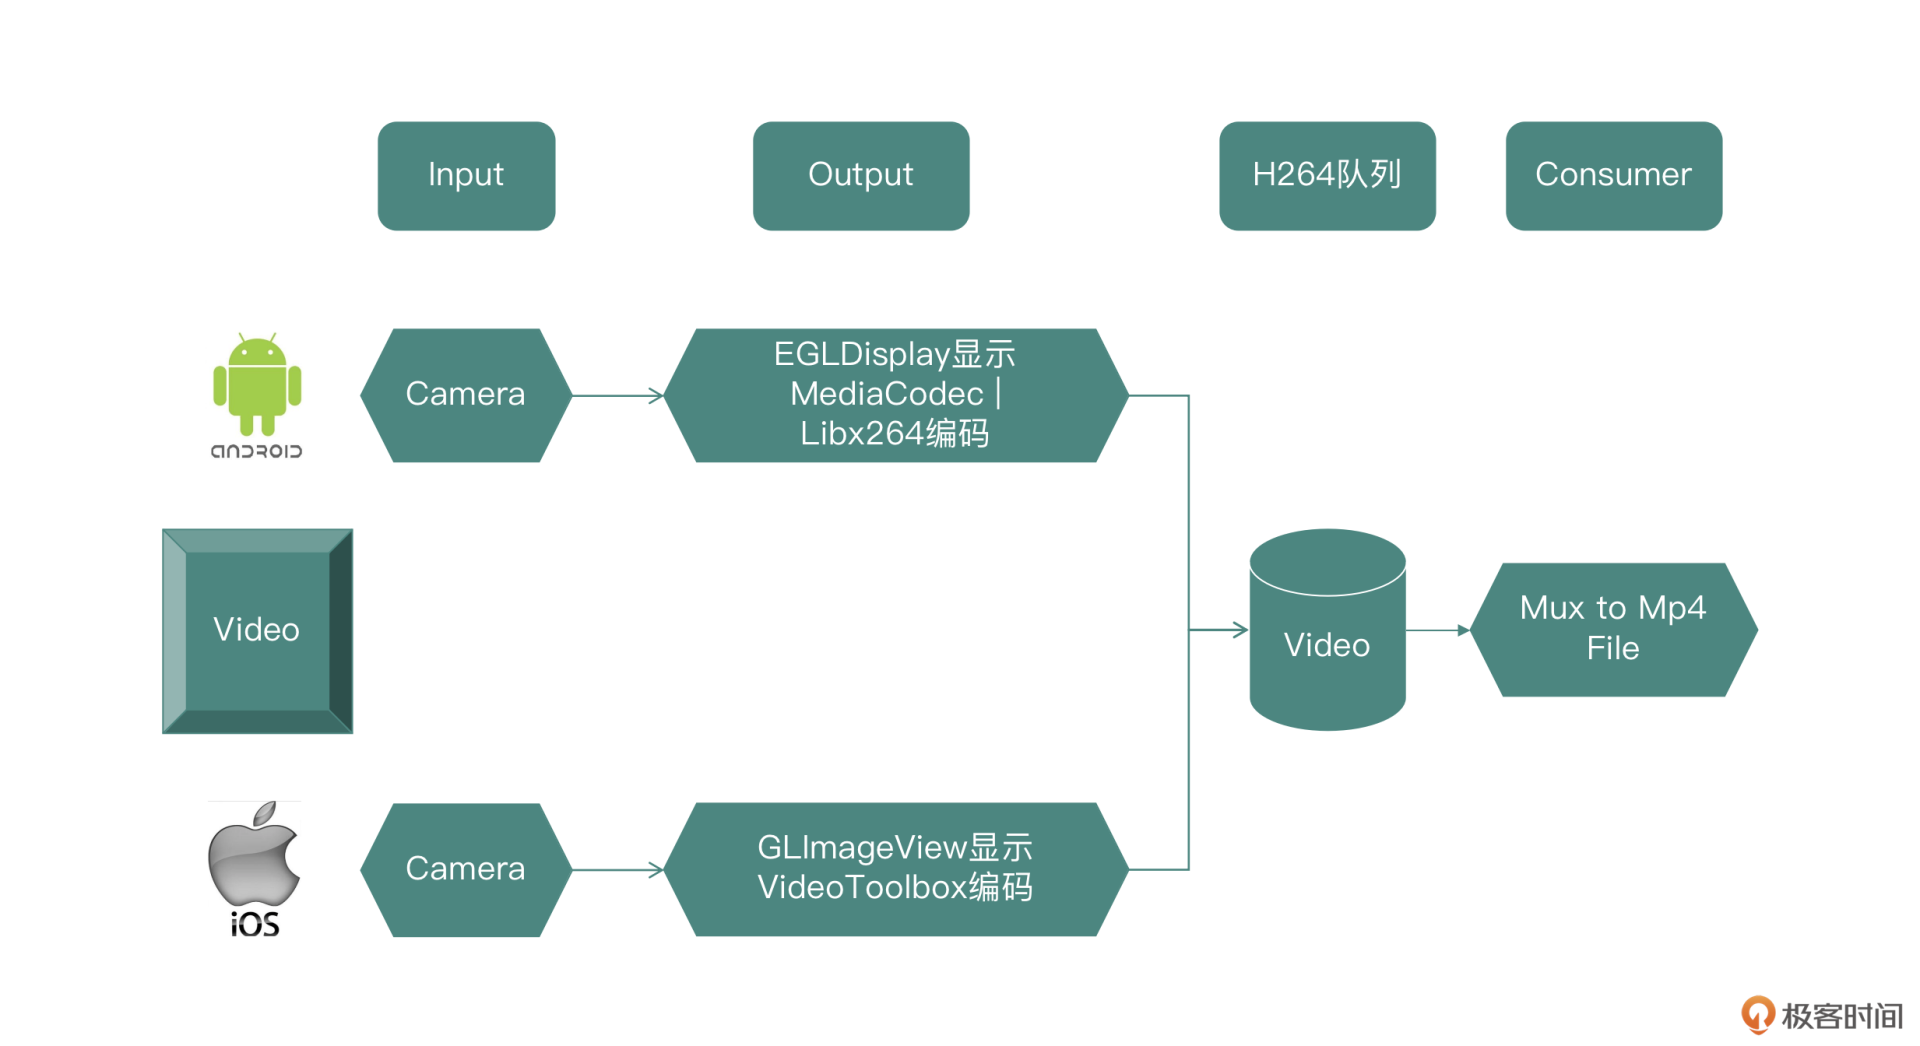 Input
Output
H264队列
Consumer
ANDROID
Camera
EGLDisplay显示
MediaCodec |
Libx264编码
Video
Video
Mux to Mp4
File
iOS
Camera
GLImageView显示
VideoToolbox编码
极客时间